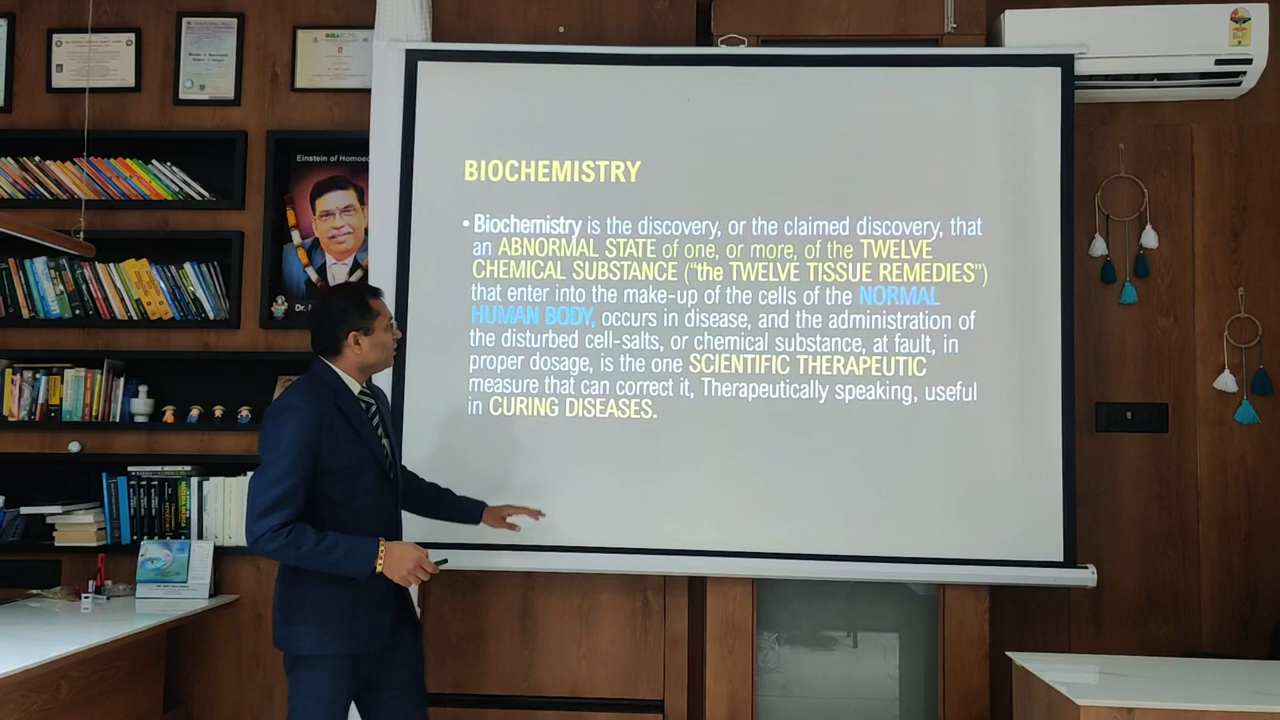 Einstein of Homoeo
Dr.
BIOCHEMISTRY
• Biochemistry is the discovery, or the claimed discovery, that
an ABNORMAL STATE of one, or more, of the TWELVE
CHEMICAL SUBSTANCE (“the TWELVE TISSUE REMEDIES”)
that enter into the make-up of the cells of the NORMAL
HUMAN BODY, occurs in disease, and the administration of
the disturbed cell-salts, or chemical substance, at fault, in
proper dosage, is the one SCIENTIFIC THERAPEUTIC
measure that can correct it, Therapeutically speaking, useful
in CURING DISEASES.